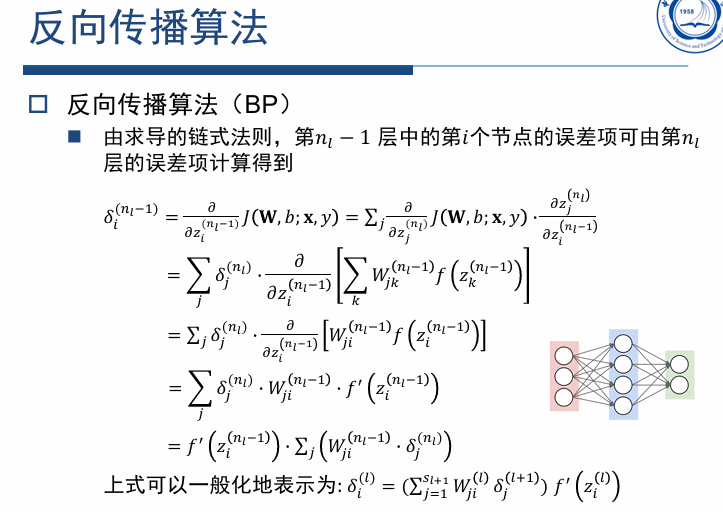 反向传播算法
1958
□ 反向传播算法（BP）
■ 由求导的链式法则，第$n_l - 1$ 层中的第$i$个节点的误差项可由第$n_l$
层的误差项计算得到
$\delta_i^{(n_l-1)} = \frac{\partial}{\partial z_i^{(n_l-1)}} J(\mathbf{W}, b; \mathbf{x}, y) = \sum_j \frac{\partial}{\partial z_j^{(n_l)}} J(\mathbf{W}, b; \mathbf{x}, y) \cdot \frac{\partial z_j^{(n_l)}}{\partial z_i^{(n_l-1)}}$
$= \sum_j \delta_j^{(n_l)} \cdot \frac{\partial}{\partial z_i^{(n_l-1)}} \left[ \sum_k W_{jk}^{(n_l-1)} f\left(z_k^{(n_l-1)}\right) \right]$
$= \sum_j \delta_j^{(n_l)} \cdot \frac{\partial}{\partial z_i^{(n_l-1)}} \left[ W_{ji}^{(n_l-1)} f\left(z_i^{(n_l-1)}\right) \right]$
$= \sum_j \delta_j^{(n_l)} \cdot W_{ji}^{(n_l-1)} \cdot f'\left(z_i^{(n_l-1)}\right)$
$= f'\left(z_i^{(n_l-1)}\right) \cdot \sum_j \left( W_{ji}^{(n_l-1)} \cdot \delta_j^{(n_l)} \right)$
上式可以一般化地表示为: $\delta_i^{(l)} = (\sum_{j=1}^{s_{l+1}} W_{ji}^{(l)} \delta_j^{(l+1)}) f'\left(z_i^{(l)}\right)$